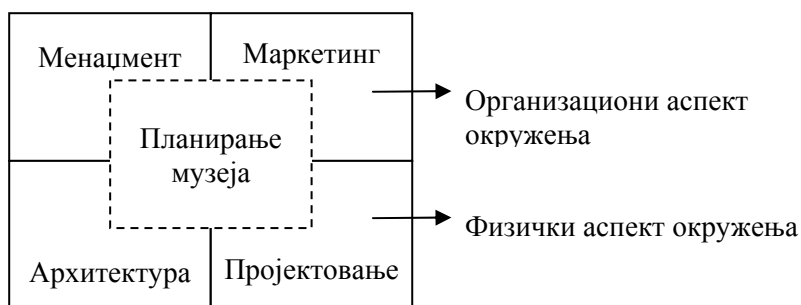 Менаџмент
Маркетинг
Организациони аспект
окружења
Планирање
музеја
Физички аспект окружења
Архитектура
Пројектовање